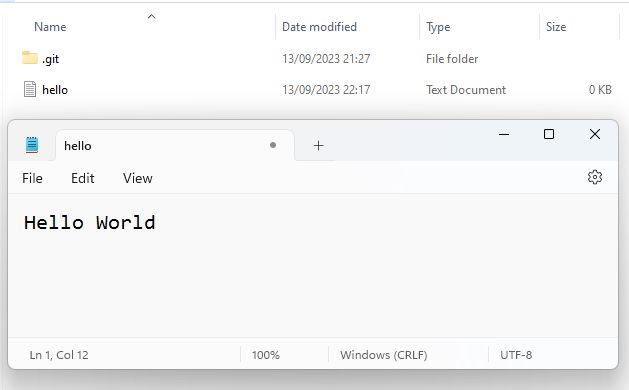 Name Date modified Type Size
.git 13/09/2023 21:27 File folder
hello 13/09/2023 22:17 Text Document 0 KB
hello
File Edit View
Hello World
Ln 1, Col 12 100% Windows (CRLF) UTF-8